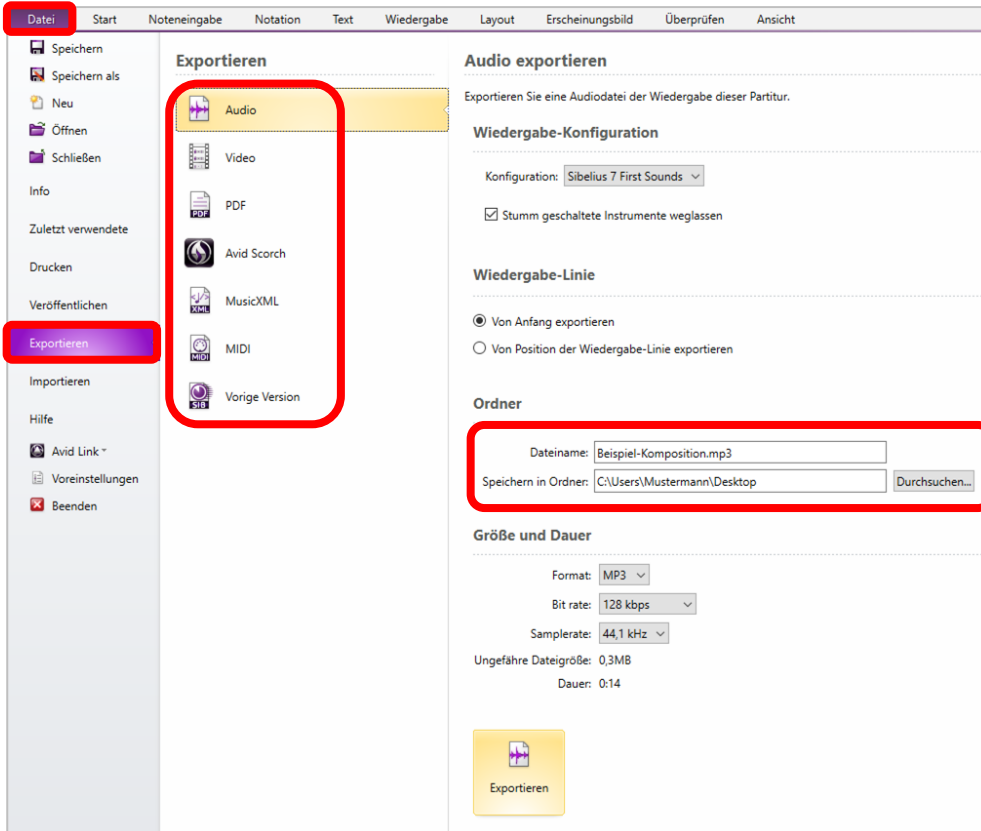 Datei Start Noteneingabe Notation Text Wiedergabe Layout Erscheinungsbild Überprüfen Ansicht
Speichern
Speichern als
Neu
Öffnen
Schließen
Info
Zuletzt verwendete
Drucken
Veröffentlichen
Exportieren
Importieren
Hilfe
Avid Link
Voreinstellungen
Beenden
Exportieren
Audio
Video
PDF
PDF
Avid Scorch
XML
MusicXML
MIDI
MIDI
SIB
Vorige Version
Audio exportieren
Exportieren Sie eine Audiodatei der Wiedergabe dieser Partitur.
Wiedergabe-Konfiguration
Konfiguration: Sibelius 7 First Sounds
Stumm geschaltete Instrumente weglassen
Wiedergabe-Linie
Von Anfang exportieren
Von Position der Wiedergabe-Linie exportieren
Ordner
Dateiname: Beispiel-Komposition.mp3
Speichern in Ordner: C:\Users\Mustermann\Desktop Durchsuchen...
Größe und Dauer
Format: MP3
Bit rate: 128 kbps
Samplerate: 44,1 kHz
Ungefähre Dateigröße: 0,3MB
Dauer: 0:14
Exportieren